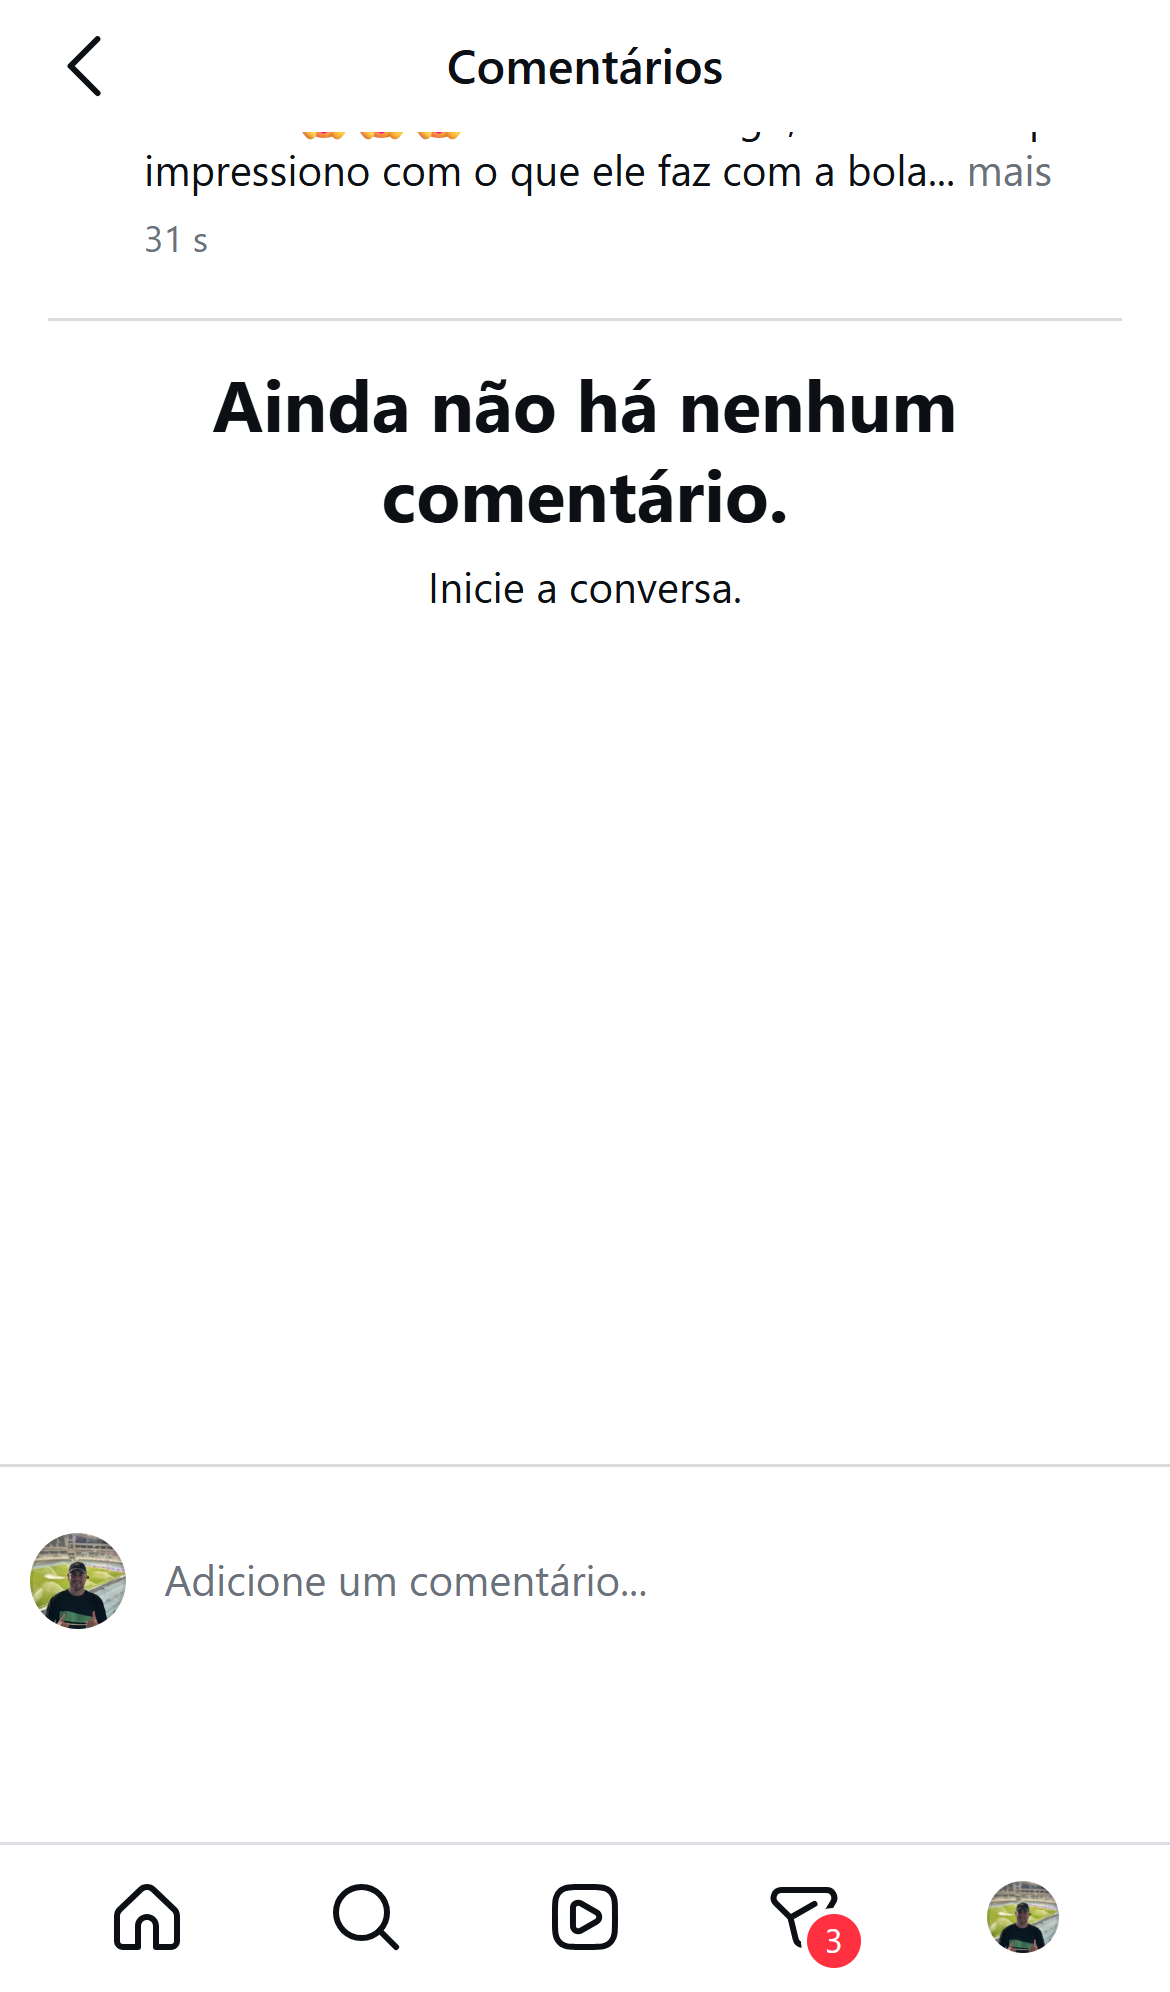 Comentários
impressiono com o que ele faz com a bola... mais
31 s
Ainda não há nenhum
comentário.
Inicie a conversa.
Adicione um comentário...
3